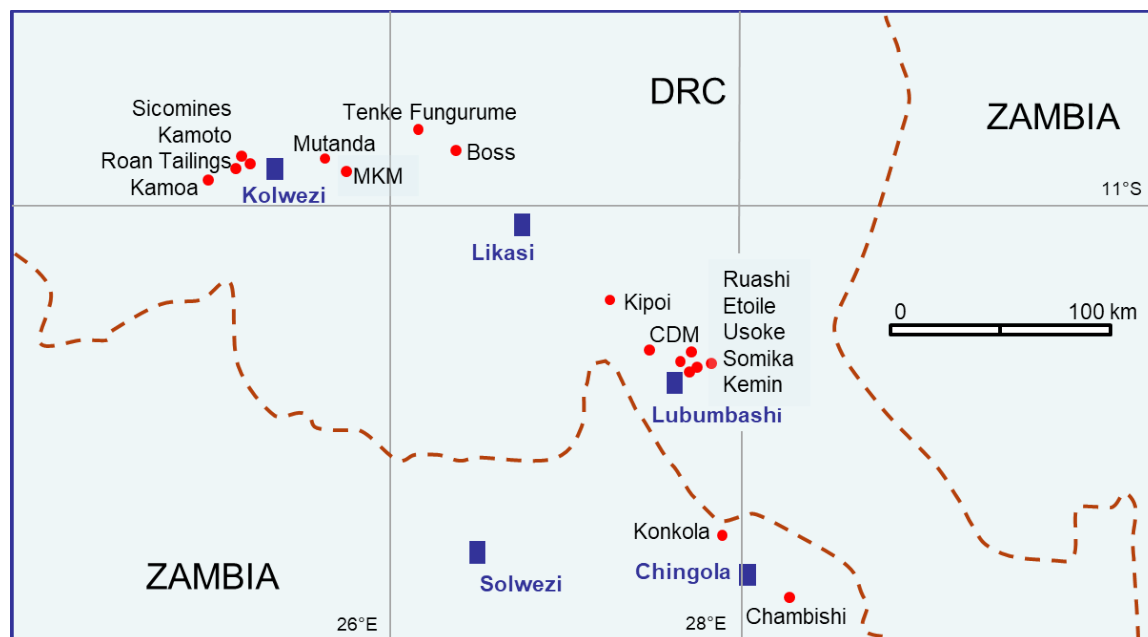 DRC
ZAMBIA
Sicomines
Kamoto
Roan Tailings
Kamoa
Kolwezi
Mutanda
MKM
Tenke Fungurume
Boss
11°S
Likasi
Kipoi
CDM
Ruashi
Etoile
Usoke
Somika
Kemin
Lubumbashi
0 100 km
Konkola
Chingola
Chambishi
Solwezi
ZAMBIA
26°E
28°E